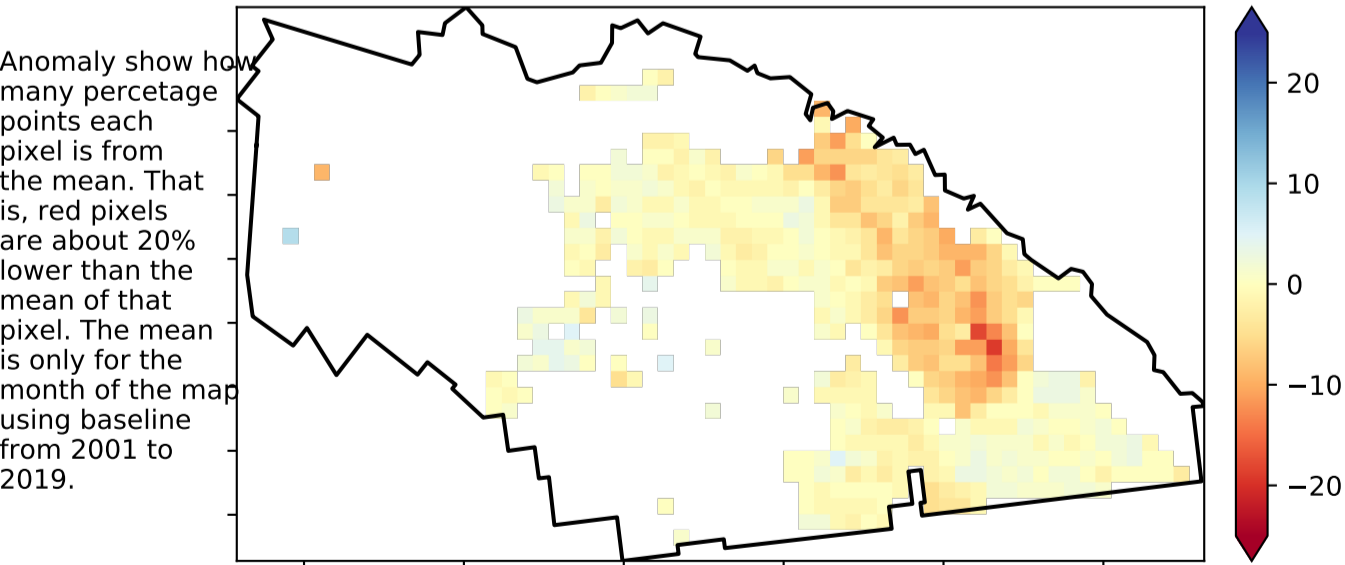 Anomaly show how
many percetage
points each
pixel is from
the mean. That
is, red pixels
are about 20%
lower than the
mean of that
pixel. The mean
is only for the
month of the map
using baseline
from 2001 to
2019.
20
10
0
−10
−20